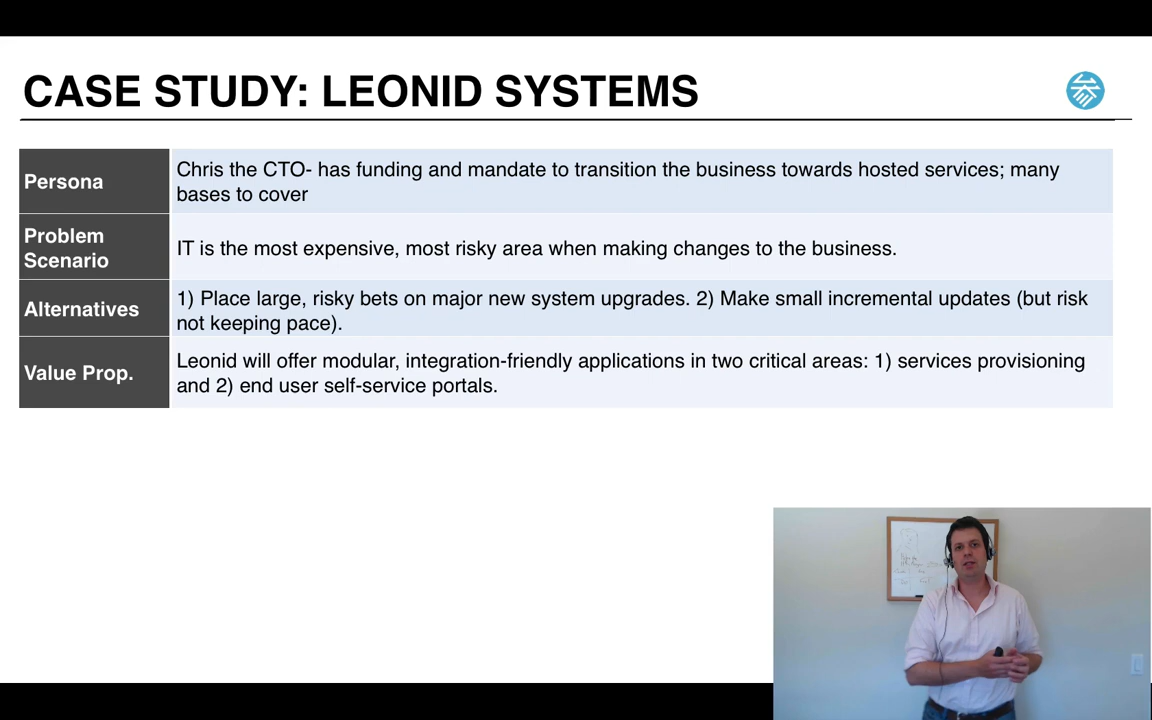 CASE STUDY: LEONID SYSTEMS
Persona
Chris the CTO- has funding and mandate to transition the business towards hosted services; many
bases to cover
Problem
Scenario
IT is the most expensive, most risky area when making changes to the business.
Alternatives
1) Place large, risky bets on major new system upgrades. 2) Make small incremental updates (but risk
not keeping pace).
Value Prop.
Leonid will offer modular, integration-friendly applications in two critical areas: 1) services provisioning
and 2) end user self-service portals.